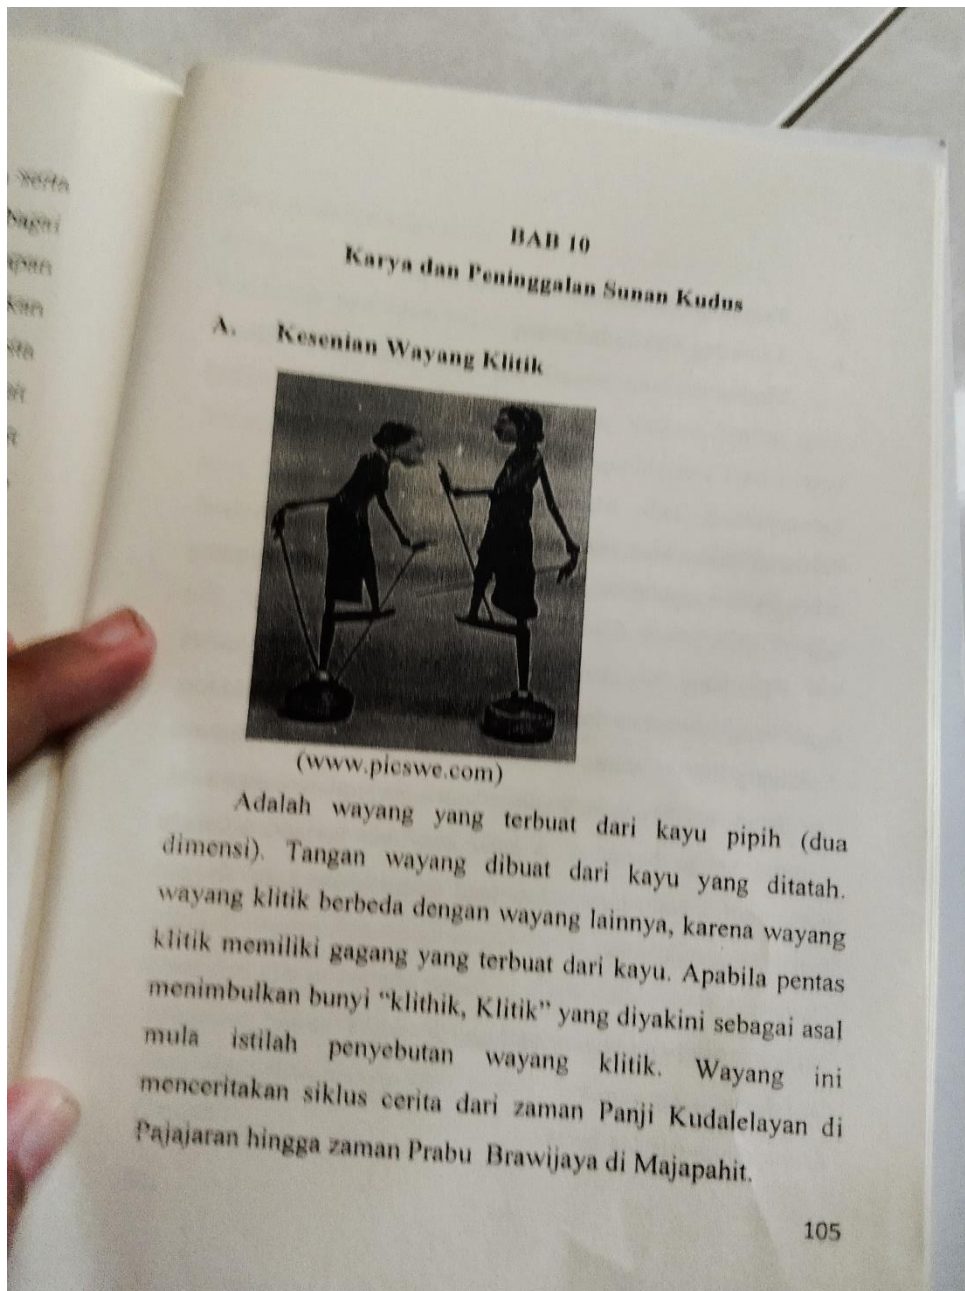 serta
bagai
apan
kan
BAB 10
Karya dan Peninggalan Sunan Kudus
A. Kesenian Wayang Klitik
(www.picswe.com)
Adalah wayang yang terbuat dari kayu pipih (dua
dimensi). Tangan wayang dibuat dari kayu yang ditatah.
wayang klitik berbeda dengan wayang lainnya, karena wayang
klitik memiliki gagang yang terbuat dari kayu. Apabila pentas
menimbulkan bunyi “klithik, Klitik” yang diyakini sebagai asal
mula istilah penyebutan wayang klitik. Wayang ini
menceritakan siklus cerita dari zaman Panji Kudalelayan di
Pajajaran hingga zaman Prabu Brawijaya di Majapahit.
105